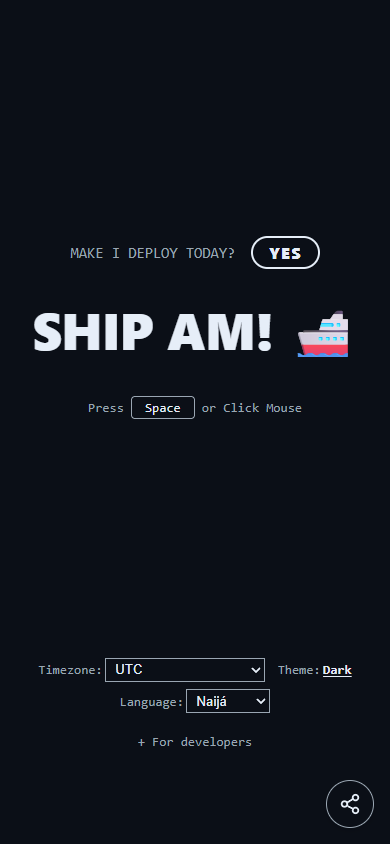 MAKE I DEPLOY TODAY? YES
SHIP AM! 🚢
Press Space or Click Mouse
Timezone: UTC Theme: Dark
Language: Naijá
+ For developers